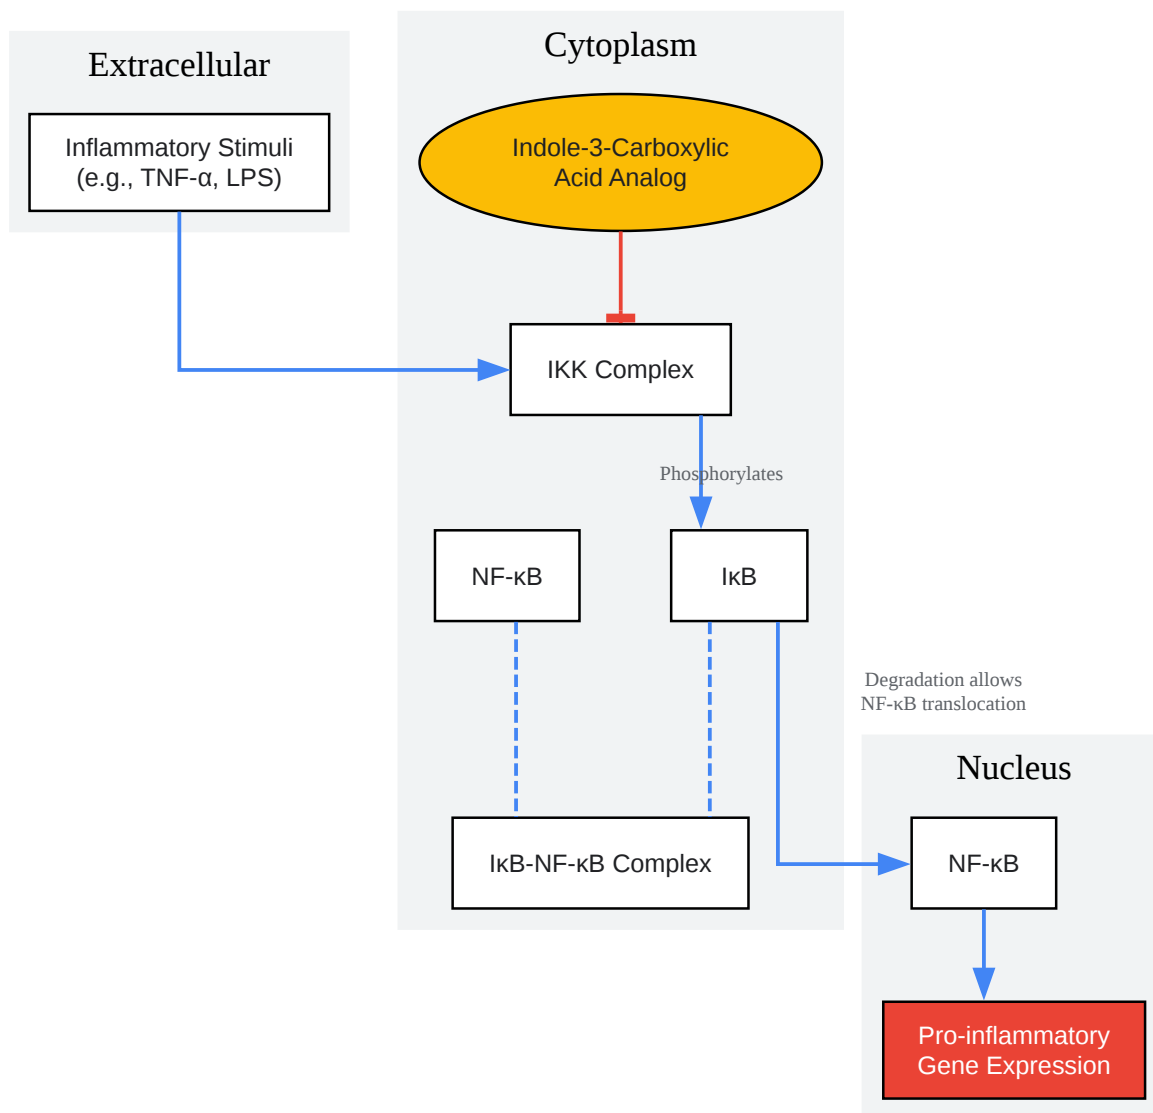 Extracellular
Inflammatory Stimuli
(e.g., TNF-α, LPS)
Cytoplasm
Indole-3-Carboxylic
Acid Analog
IKK Complex
Phosphorylates
NF-κB
IκB
IκB-NF-κB Complex
Degradation allows
NF-κB translocation
Nucleus
NF-κB
Pro-inflammatory
Gene Expression